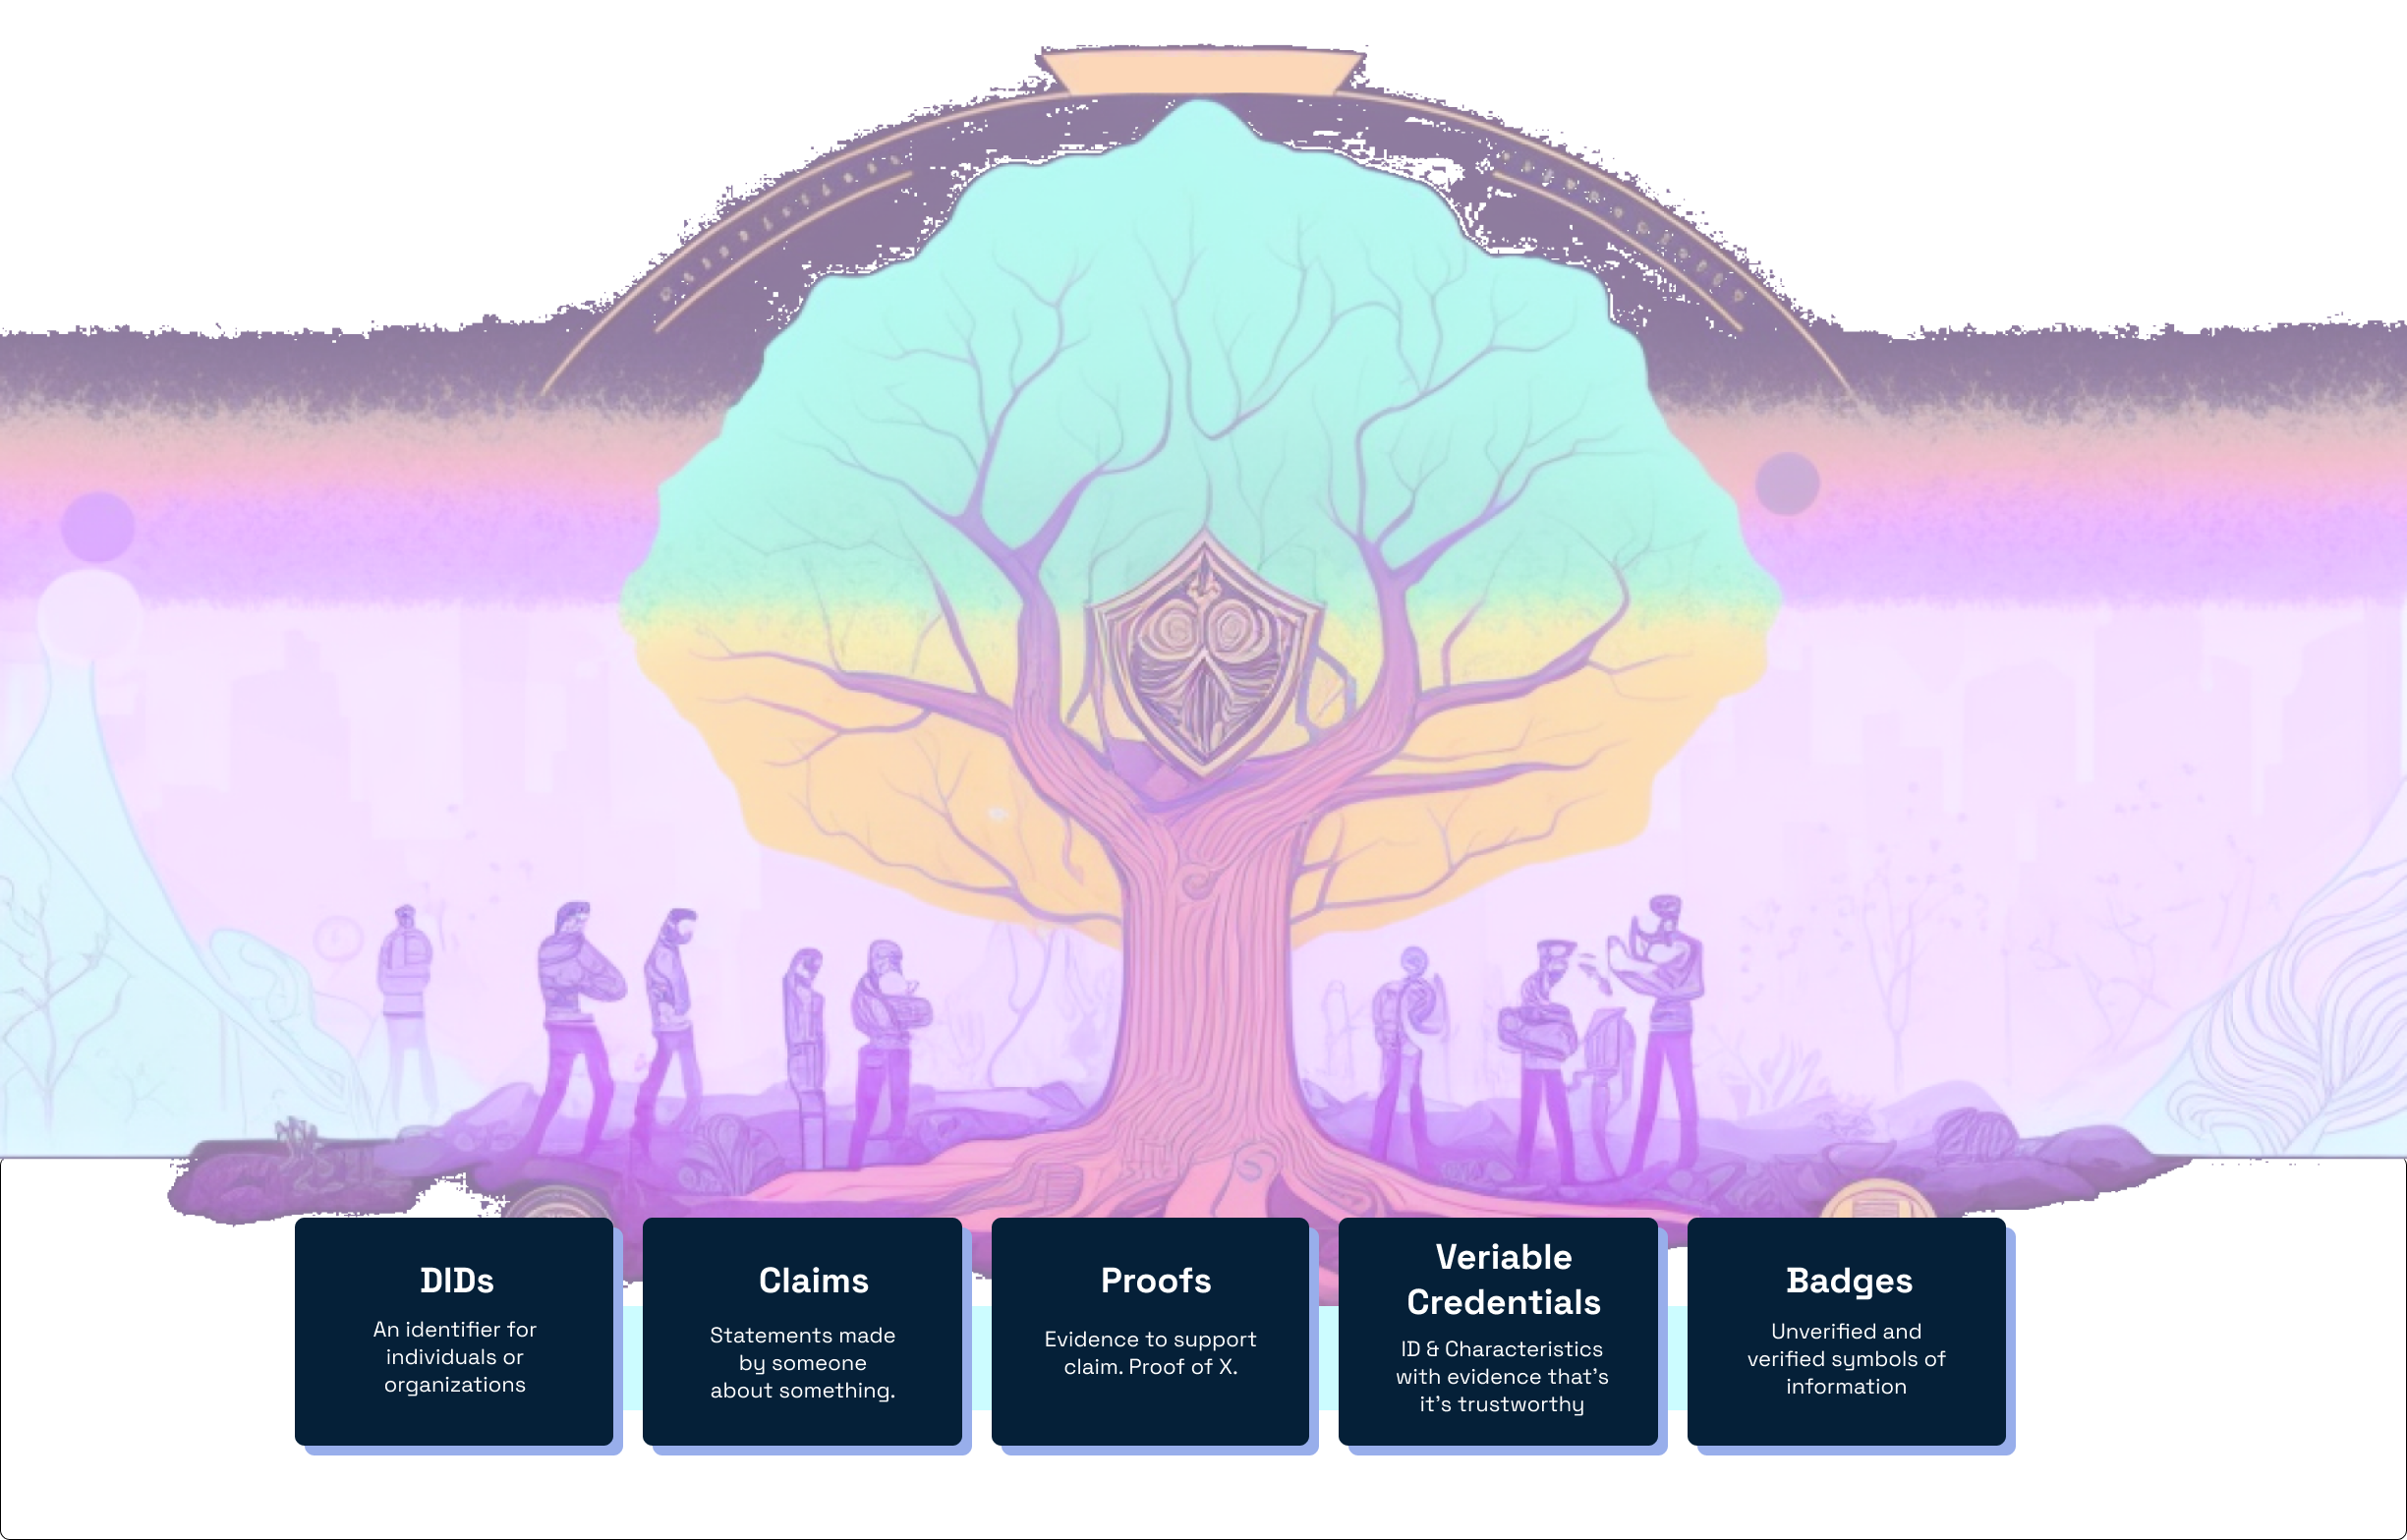 DIDs
An identifier for
individuals or
organizations
Claims
Statements made
by someone
about something.
Proofs
Evidence to support
claim. Proof of X.
Veriable
Credentials
ID & Characteristics
with evidence that's
it's trustworthy
Badges
Unverified and
verified symbols of
information